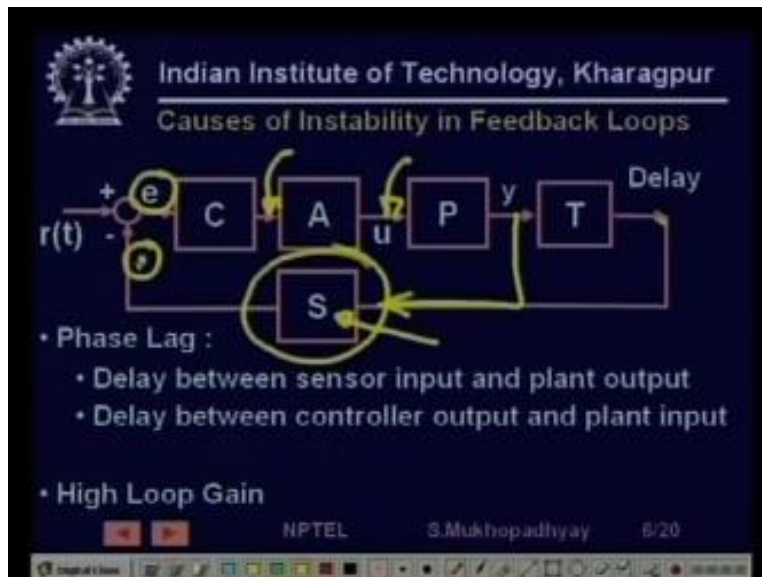 Indian Institute of Technology, Kharagpur
Causes of Instability in Feedback Loops
Delay
+ e C A u P y T
r(t) -
S
• Phase Lag :
• Delay between sensor input and plant output
• Delay between controller output and plant input
• High Loop Gain
NPTEL S.Mukhopadhyay 6/20